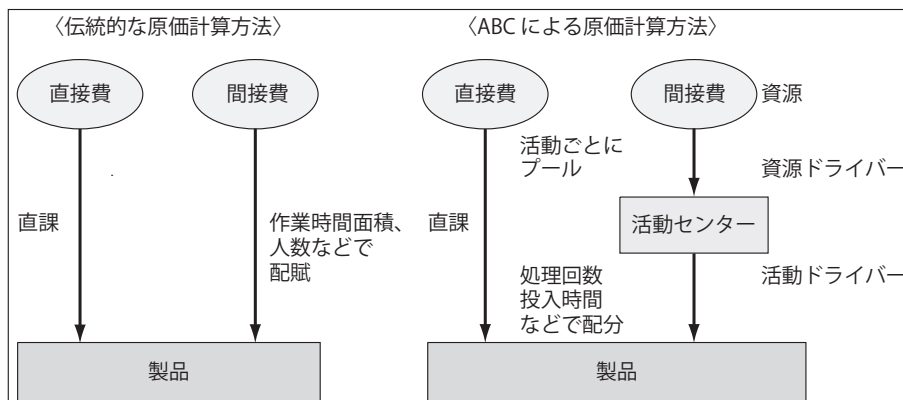 〈伝統的な原価計算方法〉
直接費
間接費
直課
作業時間面積、
人数などで
配賦
製品
〈ABCによる原価計算方法〉
直接費
間接費
資源
活動ごとに
プール
資源ドライバー
直課
活動センター
処理回数
投入時間
などで配分
活動ドライバー
製品